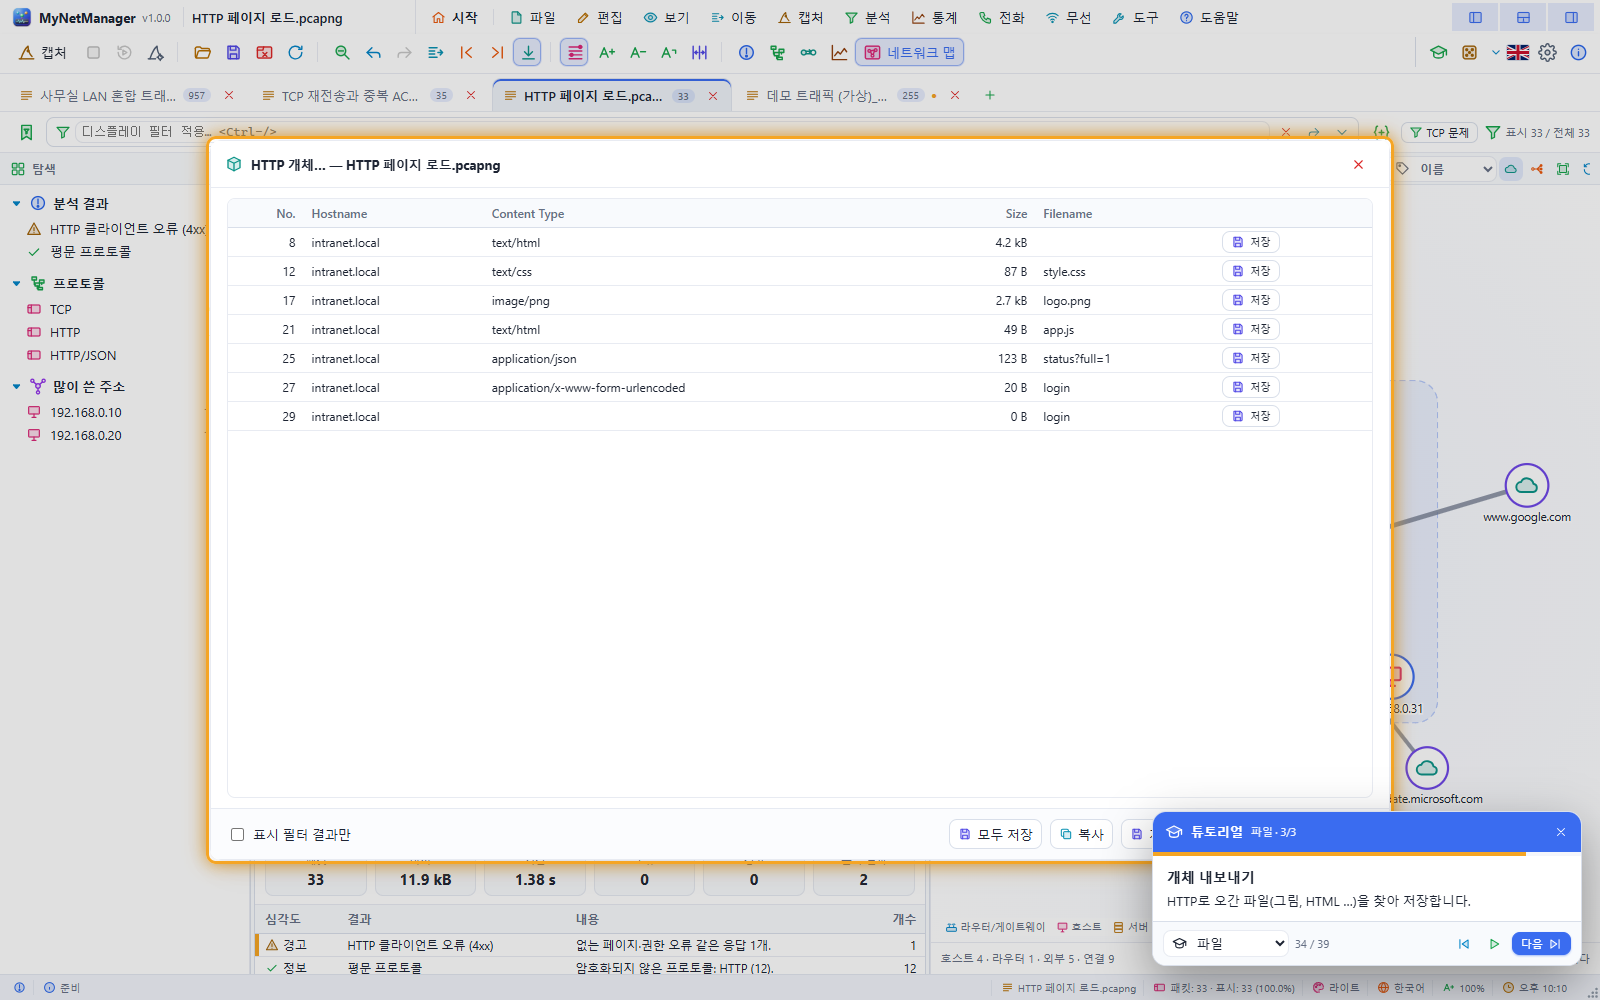 MyNetManager v1.0.0 HTTP 페이지 로드.pcapng 시작 파일 편집 보기 이동 캡처 분석 통계 전화 무선 도구 도움말
캡처 네트워크 맵
사무실 LAN 혼합 트래... 957 TCP 재전송과 중복 AC... 35 HTTP 페이지 로드.pca... 33 데모 트래픽 (가상)_... 255
디스플레이 필터 적용... <Ctrl-/> TCP 문제 표시 33 / 전체 33
탐색 이름
분석 결과
HTTP 클라이언트 오류 (4xx)
평문 프로토콜
프로토콜
TCP
HTTP
HTTP/JSON
많이 쓴 주소
192.168.0.10
192.168.0.20
HTTP 개체... — HTTP 페이지 로드.pcapng
No. Hostname Content Type Size Filename
8 intranet.local text/html 4.2 kB 저장
12 intranet.local text/css 87 B style.css 저장
17 intranet.local image/png 2.7 kB logo.png 저장
21 intranet.local text/html 49 B app.js 저장
25 intranet.local application/json 123 B status?full=1 저장
27 intranet.local application/x-www-form-urlencoded 20 B login 저장
29 intranet.local 0 B login 저장
표시 필터 결과만 모두 저장 복사
www.google.com
8.0.31
ate.microsoft.com
33 11.9 kB 1.38 s 0 0 2
심각도 결과 내용 개수
경고 HTTP 클라이언트 오류 (4xx) 없는 페이지·권한 오류 같은 응답 1개. 1
정보 평문 프로토콜 암호화되지 않은 프로토콜: HTTP (12). 12
라우터/게이트웨이 호스트 서버
호스트 4 · 라우터 1 · 외부 5 · 연결 9
튜토리얼 파일 · 3/3
개체 내보내기
HTTP로 오간 파일(그림, HTML ...)을 찾아 저장합니다.
파일 34 / 39 다음
준비 HTTP 페이지 로드.pcapng 패킷: 33 · 표시: 33 (100.0%) 라이트 한국어 100% 오후 10:10